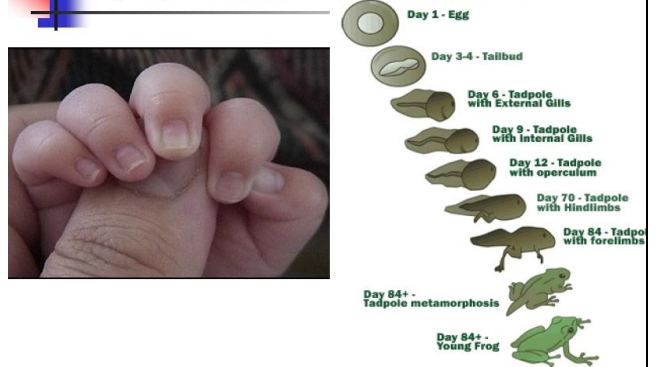 Day 1 - Egg
Day 3-4 - Tailbud
Day 6 - Tadpole
with External Gills
Day 9 - Tadpole
with Internal Gills
Day 12 - Tadpole
with operculum
Day 70 - Tadpole
with Hindlimbs
Day 84 - Tadpol
with forelimbs
Day 84+ -
Tadpole metamorphosis
Day 84+ -
Young Frog